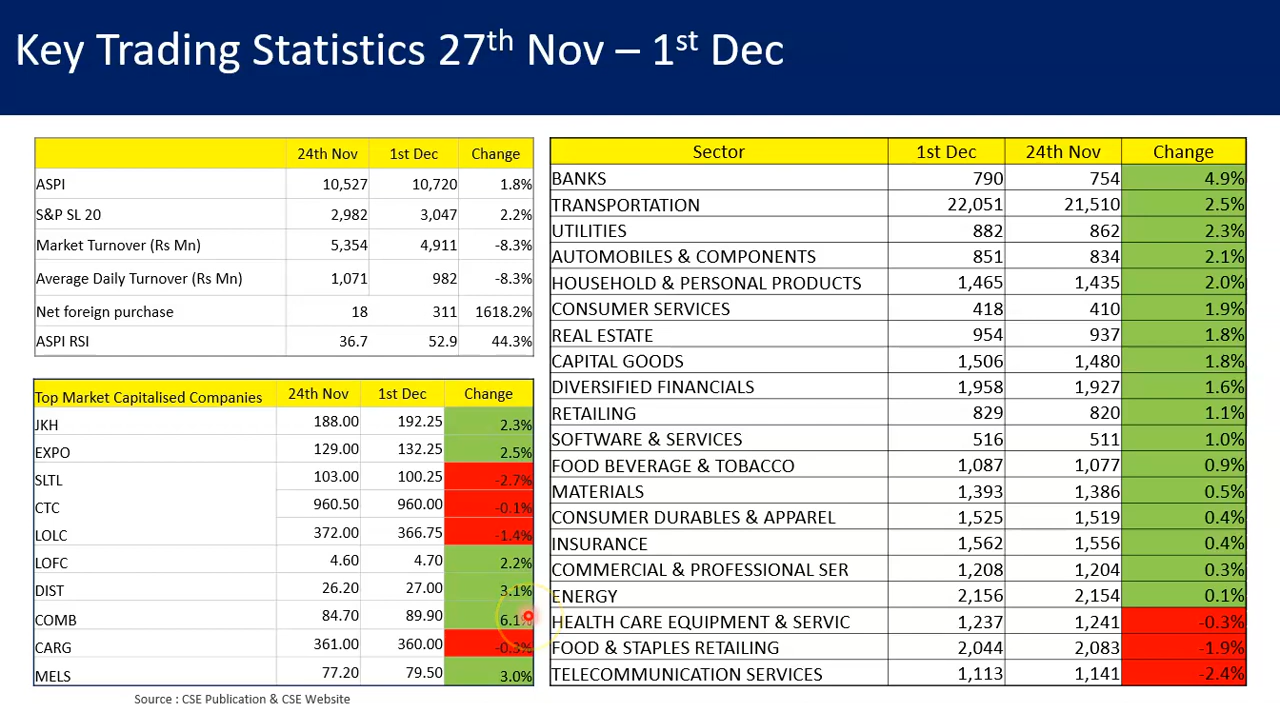 Key Trading Statistics 27th Nov – 1st Dec
24th Nov 1st Dec Change
ASPI 10,527 10,720 1.8%
S&P SL 20 2,982 3,047 2.2%
Market Turnover (Rs Mn) 5,354 4,911 -8.3%
Average Daily Turnover (Rs Mn) 1,071 982 -8.3%
Net foreign purchase 18 311 1618.2%
ASPI RSI 36.7 52.9 44.3%
Top Market Capitalised Companies 24th Nov 1st Dec Change
JKH 188.00 192.25 2.3%
EXPO 129.00 132.25 2.5%
SLTL 103.00 100.25 -2.7%
CTC 960.50 960.00 -0.1%
LOLC 372.00 366.75 -1.4%
LOFC 4.60 4.70 2.2%
DIST 26.20 27.00 3.1%
COMB 84.70 89.90 6.1%
CARG 361.00 360.00 -0.3%
MELS 77.20 79.50 3.0%
Source : CSE Publication & CSE Website
Sector 1st Dec 24th Nov Change
BANKS 790 754 4.9%
TRANSPORTATION 22,051 21,510 2.5%
UTILITIES 882 862 2.3%
AUTOMOBILES & COMPONENTS 851 834 2.1%
HOUSEHOLD & PERSONAL PRODUCTS 1,465 1,435 2.0%
CONSUMER SERVICES 418 410 1.9%
REAL ESTATE 954 937 1.8%
CAPITAL GOODS 1,506 1,480 1.8%
DIVERSIFIED FINANCIALS 1,958 1,927 1.6%
RETAILING 829 820 1.1%
SOFTWARE & SERVICES 516 511 1.0%
FOOD BEVERAGE & TOBACCO 1,087 1,077 0.9%
MATERIALS 1,393 1,386 0.5%
CONSUMER DURABLES & APPAREL 1,525 1,519 0.4%
INSURANCE 1,562 1,556 0.4%
COMMERCIAL & PROFESSIONAL SER 1,208 1,204 0.3%
ENERGY 2,156 2,154 0.1%
HEALTH CARE EQUIPMENT & SERVIC 1,237 1,241 -0.3%
FOOD & STAPLES RETAILING 2,044 2,083 -1.9%
TELECOMMUNICATION SERVICES 1,113 1,141 -2.4%